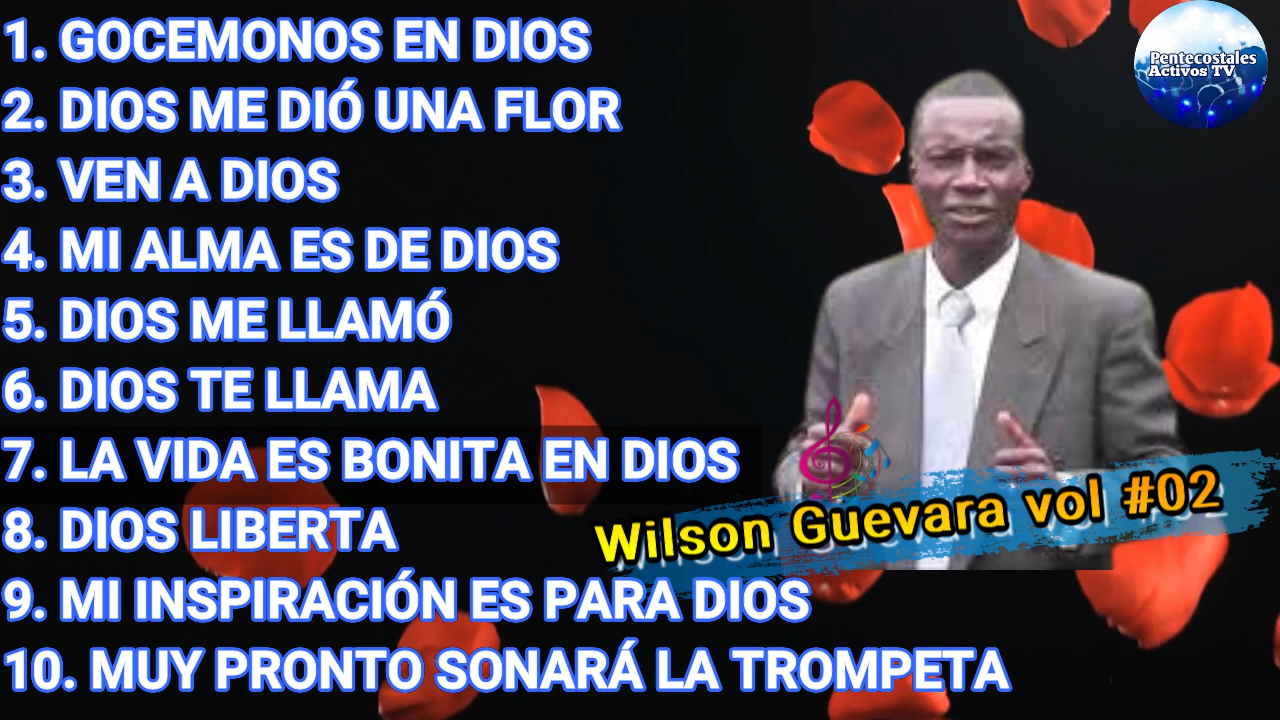 1. GOCEMONOS EN DIOS
2. DIOS ME DIÓ UNA FLOR
3. VEN A DIOS
4. MI ALMA ES DE DIOS
5. DIOS ME LLAMÓ
6. DIOS TE LLAMA
7. LA VIDA ES BONITA EN DIOS
8. DIOS LIBERTA
9. MI INSPIRACIÓN ES PARA DIOS
10. MUY PRONTO SONARÁ LA TROMPETA
Pentecostales
Activos TV
Wilson Guevara vol #02